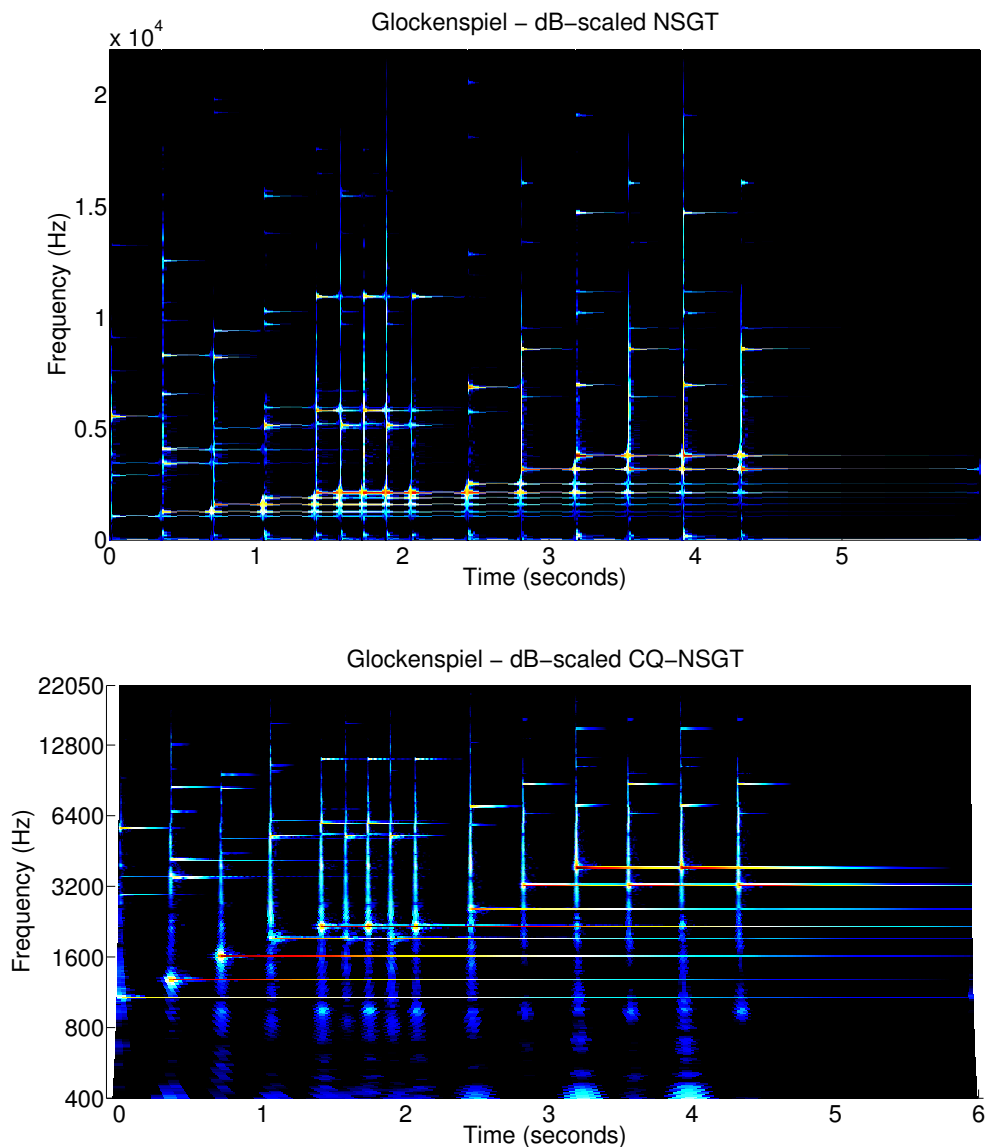 Glockenspiel − dB−scaled NSGT
x 10⁴
2
1.5
1
0.5
0
Frequency (Hz)
0 1 2 3 4 5
Time (seconds)
Glockenspiel − dB−scaled CQ−NSGT
22050
12800
6400
3200
1600
800
400
Frequency (Hz)
0 1 2 3 4 5 6
Time (seconds)